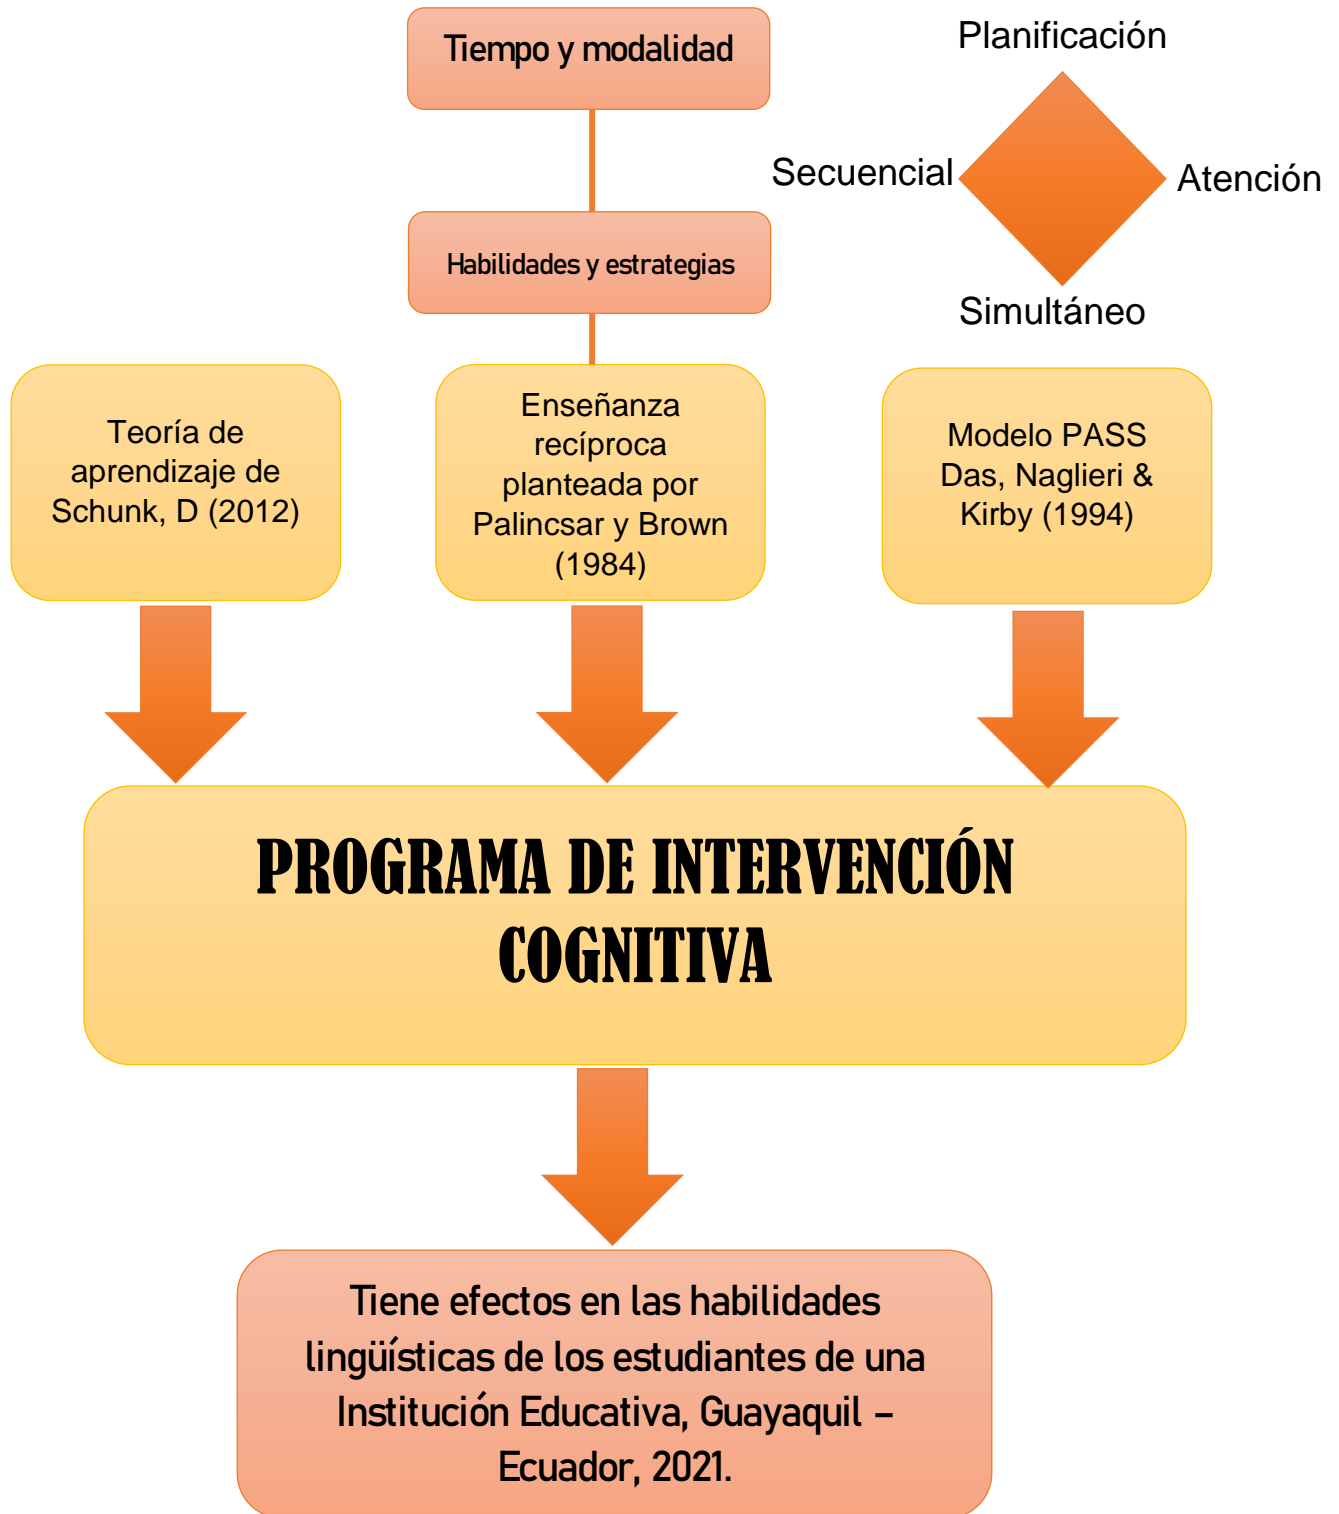 Tiempo y modalidad
Planificación
Secuencial
Atención
Habilidades y estrategias
Simultáneo
Teoría de
aprendizaje de
Schunk, D (2012)
Enseñanza
recíproca
planteada por
Palincsar y Brown
(1984)
Modelo PASS
Das, Naglieri &
Kirby (1994)
PROGRAMA DE INTERVENCIÓN
COGNITIVA
Tiene efectos en las habilidades
lingüísticas de los estudiantes de una
Institución Educativa, Guayaquil –
Ecuador, 2021.